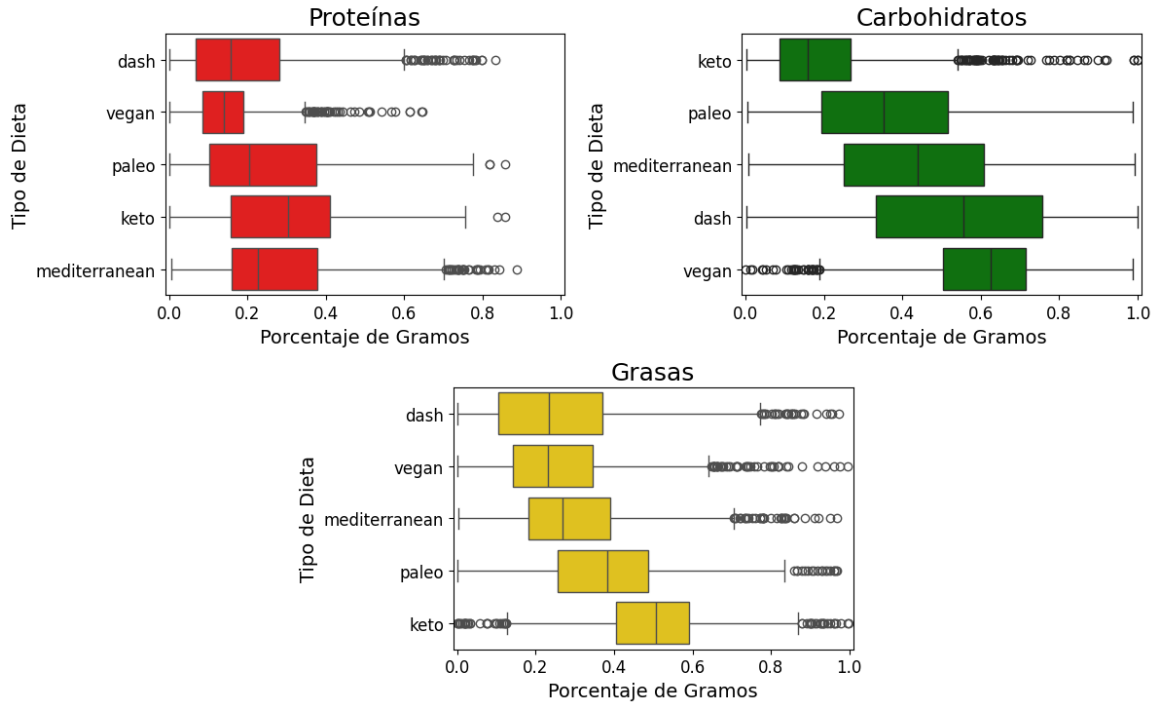 Proteínas
Tipo de Dieta
dash
vegan
paleo
keto
mediterranean
0.0 0.2 0.4 0.6 0.8 1.0
Porcentaje de Gramos
Carbohidratos
Tipo de Dieta
keto
paleo
mediterranean
dash
vegan
0.0 0.2 0.4 0.6 0.8 1.0
Porcentaje de Gramos
Grasas
Tipo de Dieta
dash
vegan
mediterranean
paleo
keto
0.0 0.2 0.4 0.6 0.8 1.0
Porcentaje de Gramos